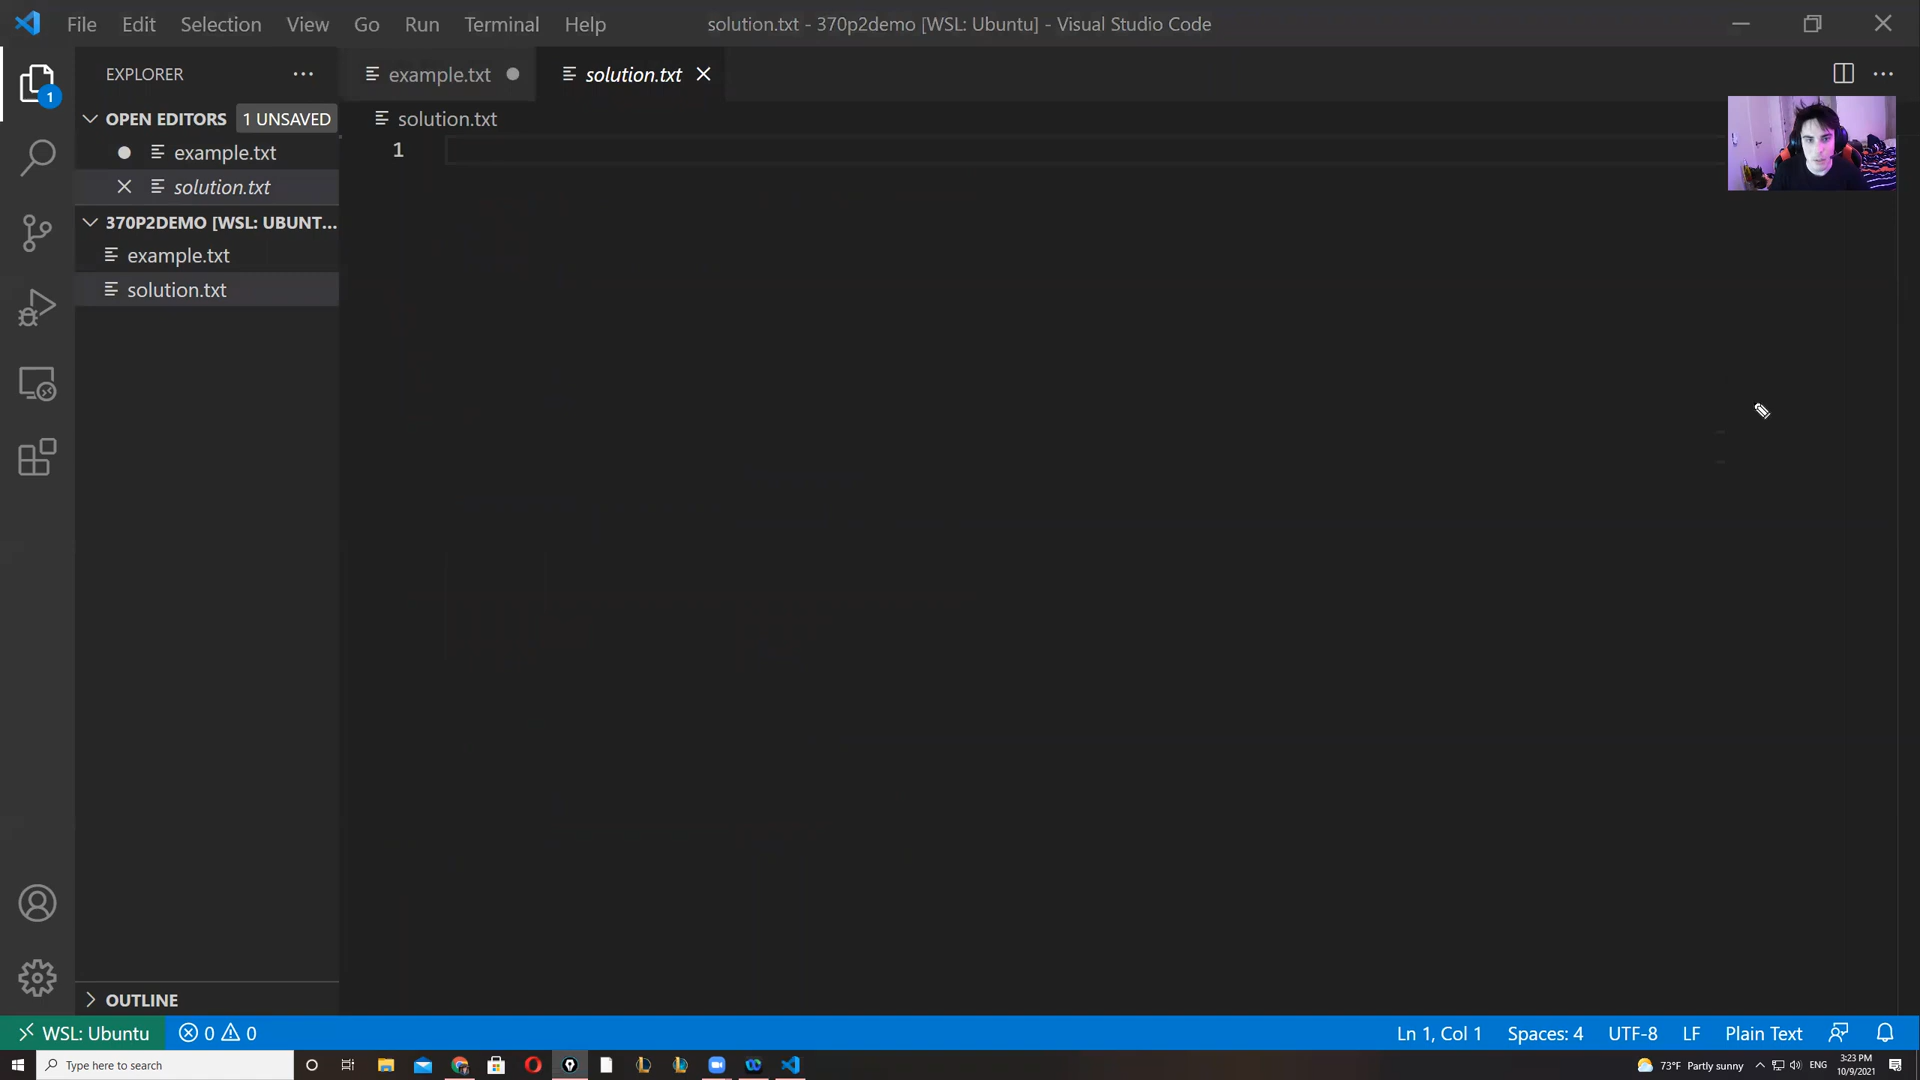 File Edit Selection View Go Run Terminal Help
solution.txt - 370p2demo [WSL: Ubuntu] - Visual Studio Code
EXPLORER
example.txt
solution.txt
1
OPEN EDITORS
1 UNSAVED
solution.txt
example.txt
solution.txt
370P2DEMO [WSL: UBUNT...
example.txt
solution.txt
1
OUTLINE
WSL: Ubuntu
0
0
Ln 1, Col 1
Spaces: 4
UTF-8
LF
Plain Text
Type here to search
73°F Partly sunny
ENG
3:23 PM
10/9/2021